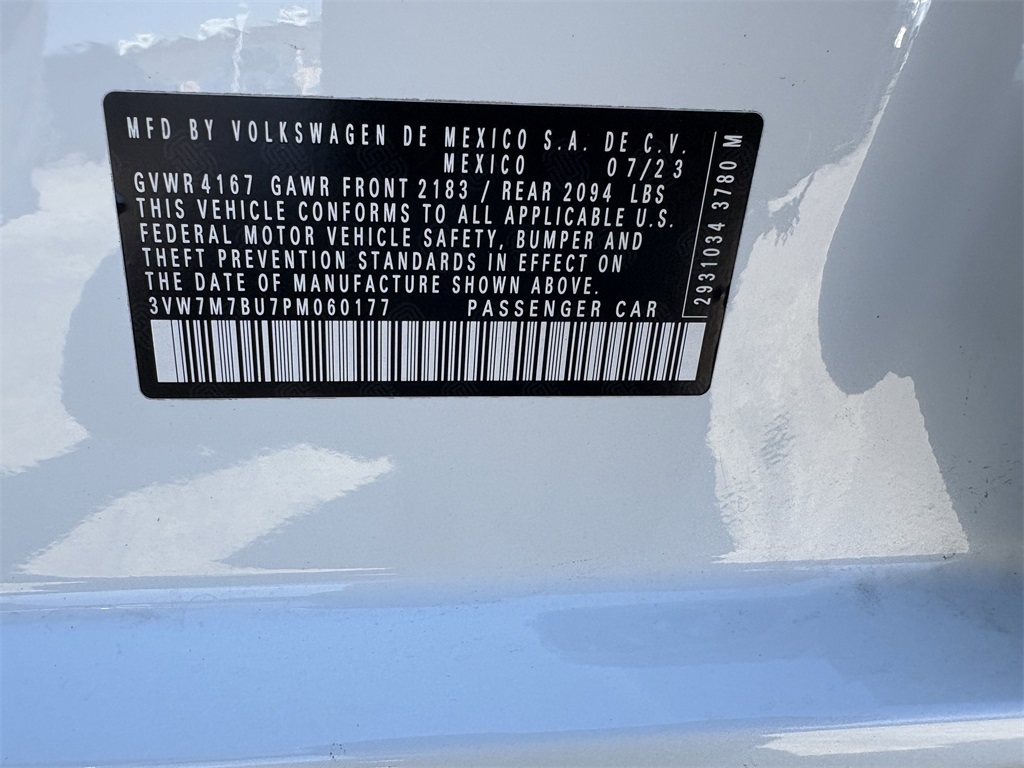 MFD BY VOLKSWAGEN DE MEXICO S.A. DE C.V.
MEXICO 07/23
GVWR 4167 GAWR FRONT 2183 / REAR 2094 LBS
THIS VEHICLE CONFORMS TO ALL APPLICABLE U.S.
FEDERAL MOTOR VEHICLE SAFETY, BUMPER AND
THEFT PREVENTION STANDARDS IN EFFECT ON
THE DATE OF MANUFACTURE SHOWN ABOVE.
3VW7M7BU7PM060177 PASSENGER CAR
2931034 3780 M